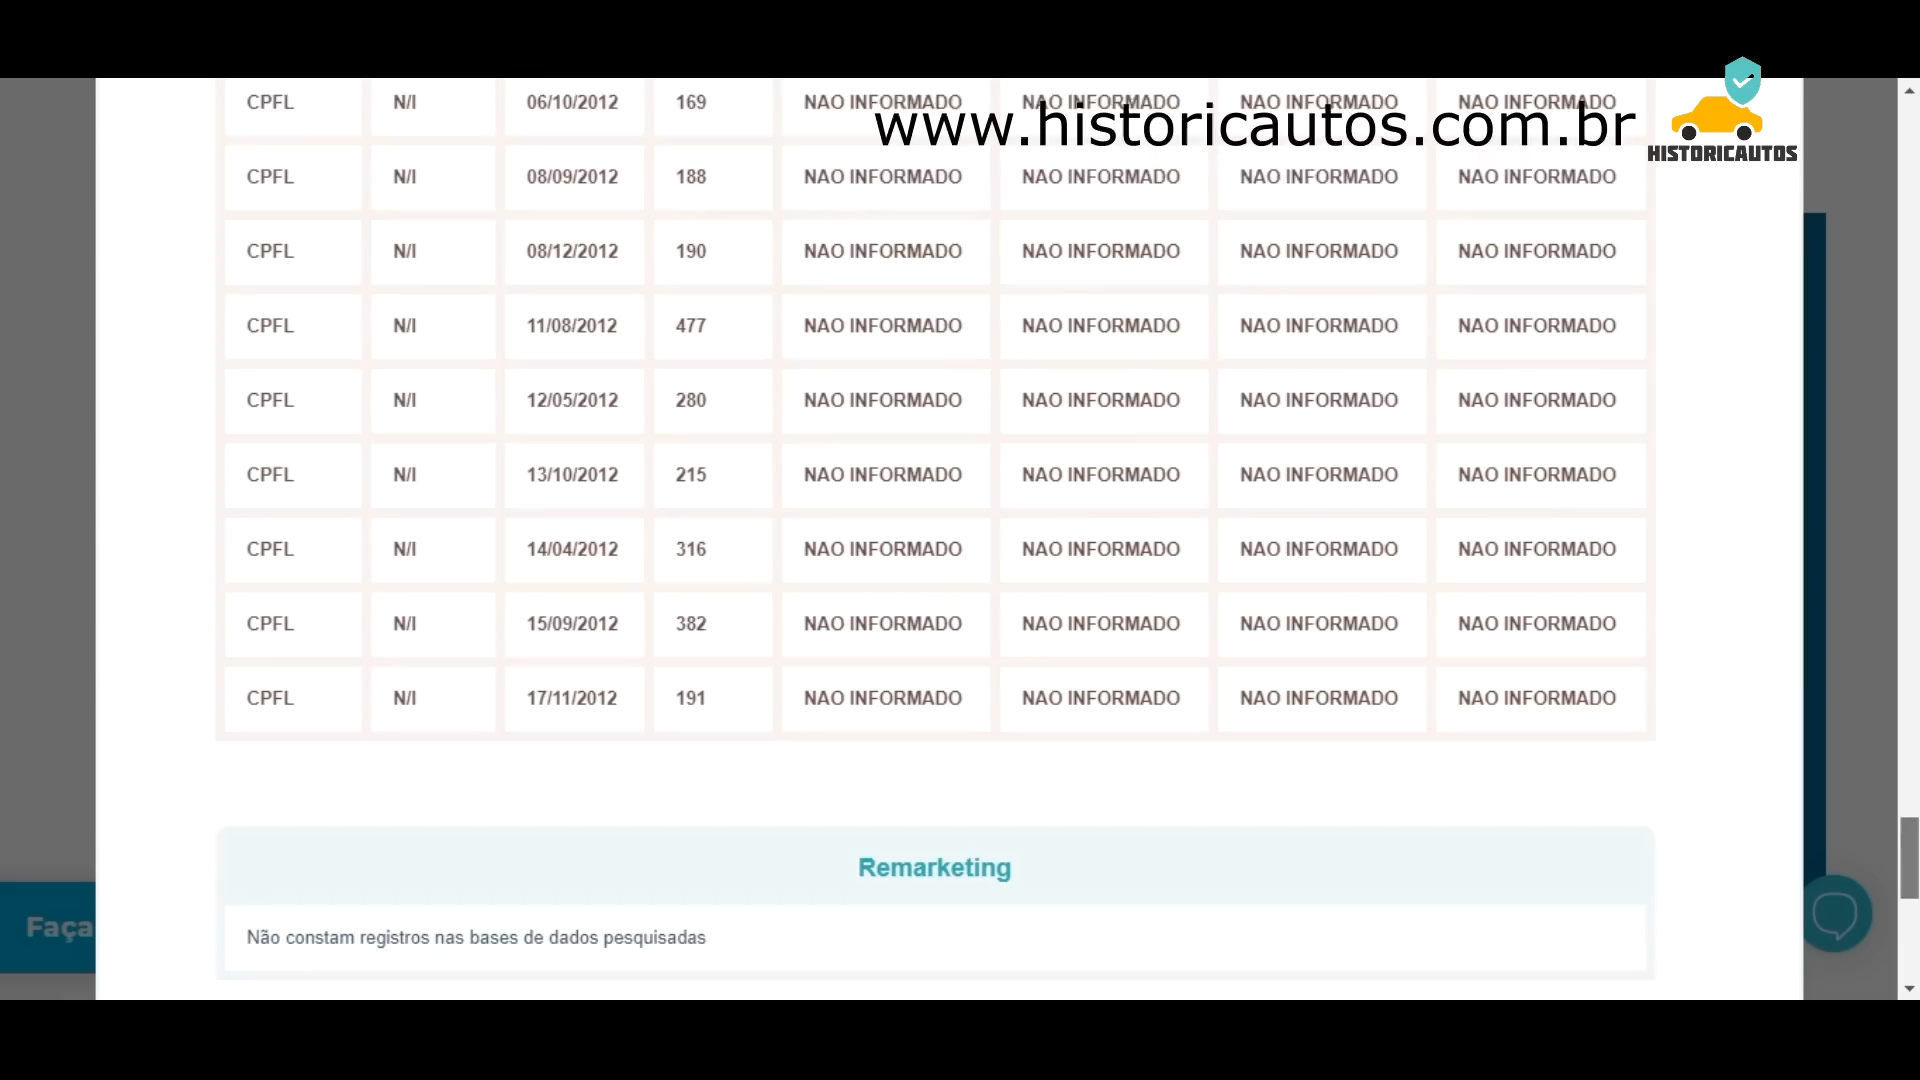 CPFL N/I 06/10/2012 169 NAO INFORMADO NAO INFORMADO NAO INFORMADO NAO INFORMADO
www.historicautos.com.br
HISTORICAUTOS
CPFL N/I 08/09/2012 188 NAO INFORMADO NAO INFORMADO NAO INFORMADO NAO INFORMADO
CPFL N/I 08/12/2012 190 NAO INFORMADO NAO INFORMADO NAO INFORMADO NAO INFORMADO
CPFL N/I 11/08/2012 477 NAO INFORMADO NAO INFORMADO NAO INFORMADO NAO INFORMADO
CPFL N/I 12/05/2012 280 NAO INFORMADO NAO INFORMADO NAO INFORMADO NAO INFORMADO
CPFL N/I 13/10/2012 215 NAO INFORMADO NAO INFORMADO NAO INFORMADO NAO INFORMADO
CPFL N/I 14/04/2012 316 NAO INFORMADO NAO INFORMADO NAO INFORMADO NAO INFORMADO
CPFL N/I 15/09/2012 382 NAO INFORMADO NAO INFORMADO NAO INFORMADO NAO INFORMADO
CPFL N/I 17/11/2012 191 NAO INFORMADO NAO INFORMADO NAO INFORMADO NAO INFORMADO
Remarketing
Faça
Não constam registros nas bases de dados pesquisadas